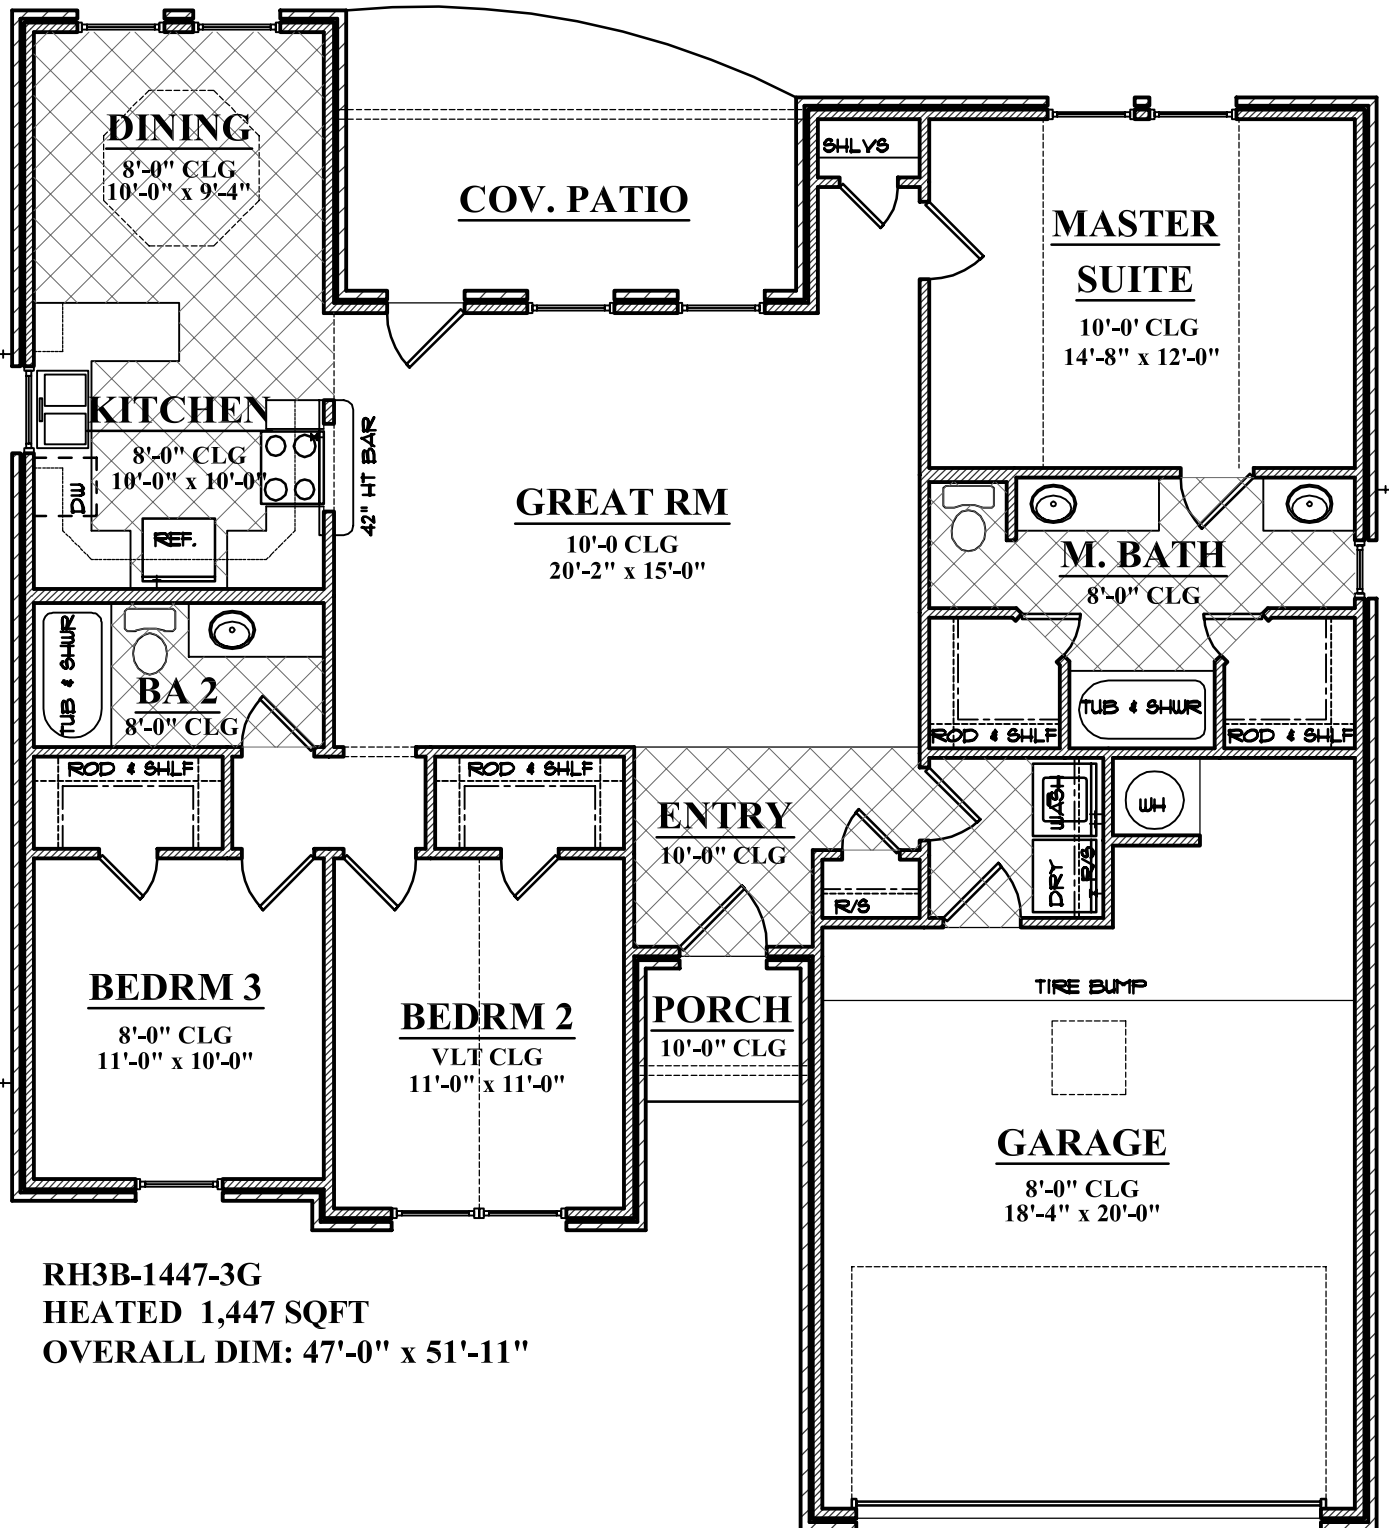 DINING
8'-0" CLG
10'-0" x 9'-4"
COV. PATIO
SHLVS
MASTER
SUITE
10'-0' CLG
14'-8" x 12'-0"
KITCHEN
8'-0" CLG
10'-0" x 10'-0"
DW
REF.
42" HT BAR
GREAT RM
10'-0 CLG
20'-2" x 15'-0"
M. BATH
8'-0" CLG
TUB & SHWR
BA 2
8'-0" CLG
TUB & SHWR
ROD & SHLF
ROD & SHLF
ROD & SHLF
ROD & SHLF
ENTRY
10'-0" CLG
WASH
DRY
R/S
WH
R/S
BEDRM 3
8'-0" CLG
11'-0" x 10'-0"
BEDRM 2
VLT CLG
11'-0" x 11'-0"
PORCH
10'-0" CLG
TIRE BUMP
GARAGE
8'-0" CLG
18'-4" x 20'-0"
RH3B-1447-3G
HEATED 1,447 SQFT
OVERALL DIM: 47'-0" x 51'-11"